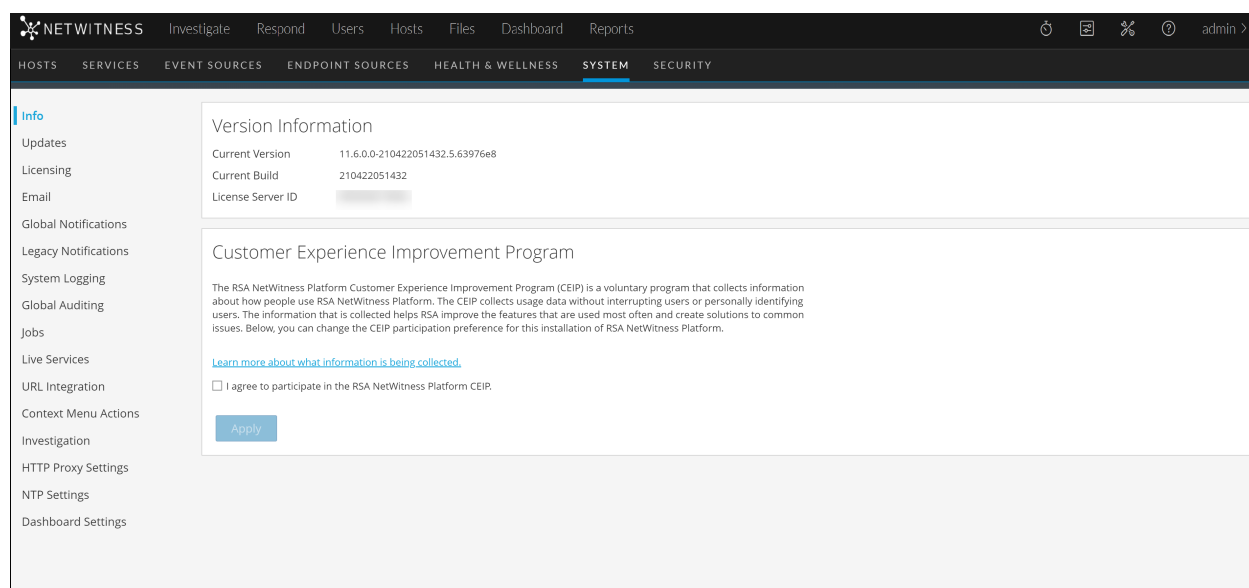 NETWITNESS Investigate Respond Users Hosts Files Dashboard Reports admin >
HOSTS SERVICES EVENT SOURCES ENDPOINT SOURCES HEALTH & WELLNESS SYSTEM SECURITY
Info
Updates
Licensing
Email
Global Notifications
Legacy Notifications
System Logging
Global Auditing
Jobs
Live Services
URL Integration
Context Menu Actions
Investigation
HTTP Proxy Settings
NTP Settings
Dashboard Settings
Version Information
Current Version 11.6.0.0-210422051432.5.63976e8
Current Build 210422051432
License Server ID
Customer Experience Improvement Program
The RSA NetWitness Platform Customer Experience Improvement Program (CEIP) is a voluntary program that collects information
about how people use RSA NetWitness Platform. The CEIP collects usage data without interrupting users or personally identifying
users. The information that is collected helps RSA improve the features that are used most often and create solutions to common
issues. Below, you can change the CEIP participation preference for this installation of RSA NetWitness Platform.
Learn more about what information is being collected.
I agree to participate in the RSA NetWitness Platform CEIP.
Apply